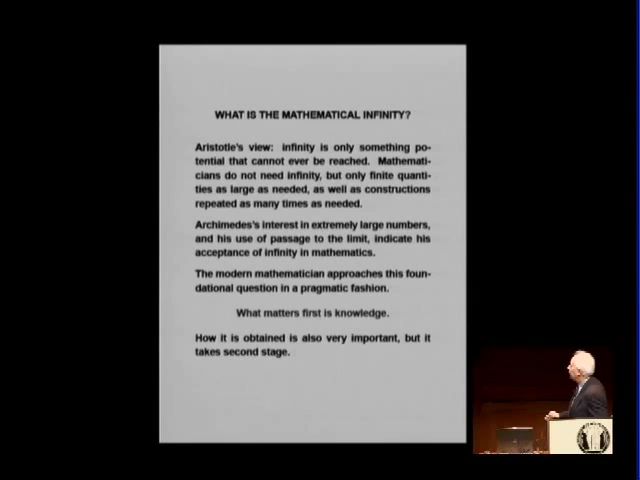 WHAT IS THE MATHEMATICAL INFINITY?
Aristotle's view: infinity is only something po-
tential that cannot ever be reached. Mathemati-
cians do not need infinity, but only finite quanti-
ties as large as needed, as well as constructions
repeated as many times as needed.
Archimedes's interest in extremely large numbers,
and his use of passage to the limit, indicate his
acceptance of infinity in mathematics.
The modern mathematician approaches this foun-
dational question in a pragmatic fashion.
What matters first is knowledge.
How it is obtained is also very important, but it
takes second stage.